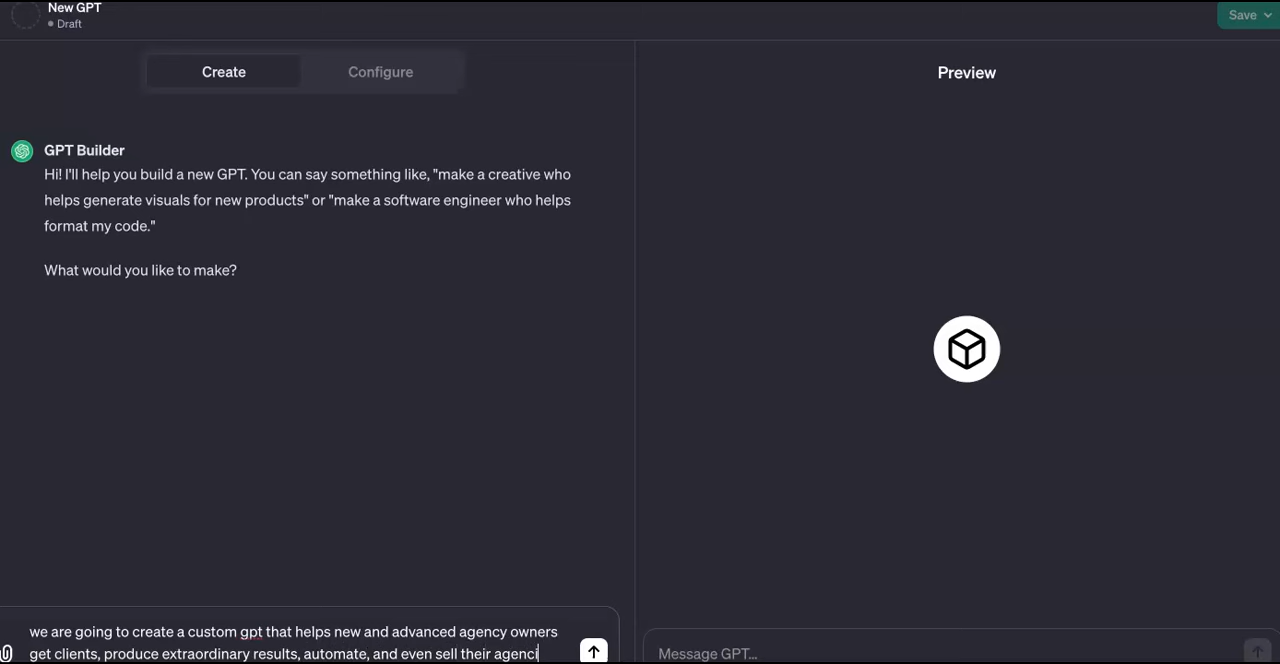 New GPT
Draft
Save
Create
Configure
Preview
GPT Builder
Hi! I'll help you build a new GPT. You can say something like, "make a creative who
helps generate visuals for new products" or "make a software engineer who helps
format my code."
What would you like to make?
we are going to create a custom gpt that helps new and advanced agency owners
get clients, produce extraordinary results, automate, and even sell their agenci
Message GPT...